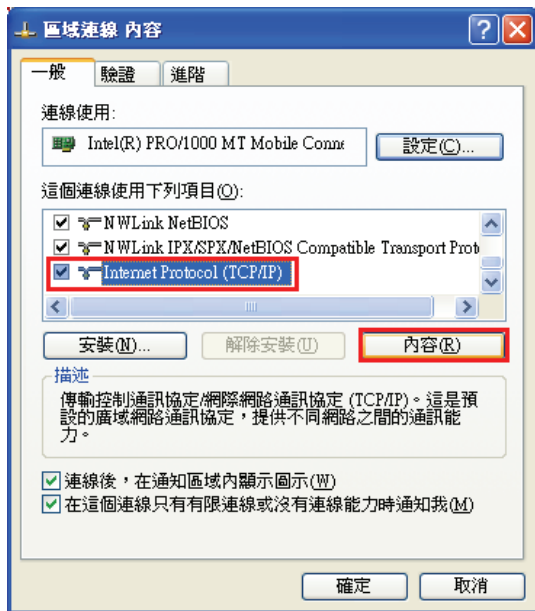 區域連線 內容
一般 驗證 進階
連線使用:
Intel(R) PRO/1000 MT Mobile Conne
設定(C)...
這個連線使用下列項目(O):
NWLink NetBIOS
NWLink IPX/SPX/NetBIOS Compatible Transport Prot
Internet Protocol (TCP/IP)
安裝(N)... 解除安裝(U) 內容(R)
描述
傳輸控制通訊協定/網際網路通訊協定 (TCP/IP)。這是預
設的廣域網路通訊協定,提供不同網路之間的通訊能
力。
連線後,在通知區域內顯示圖示(W)
在這個連線只有有限連線或沒有連線能力時通知我(M)
確定 取消